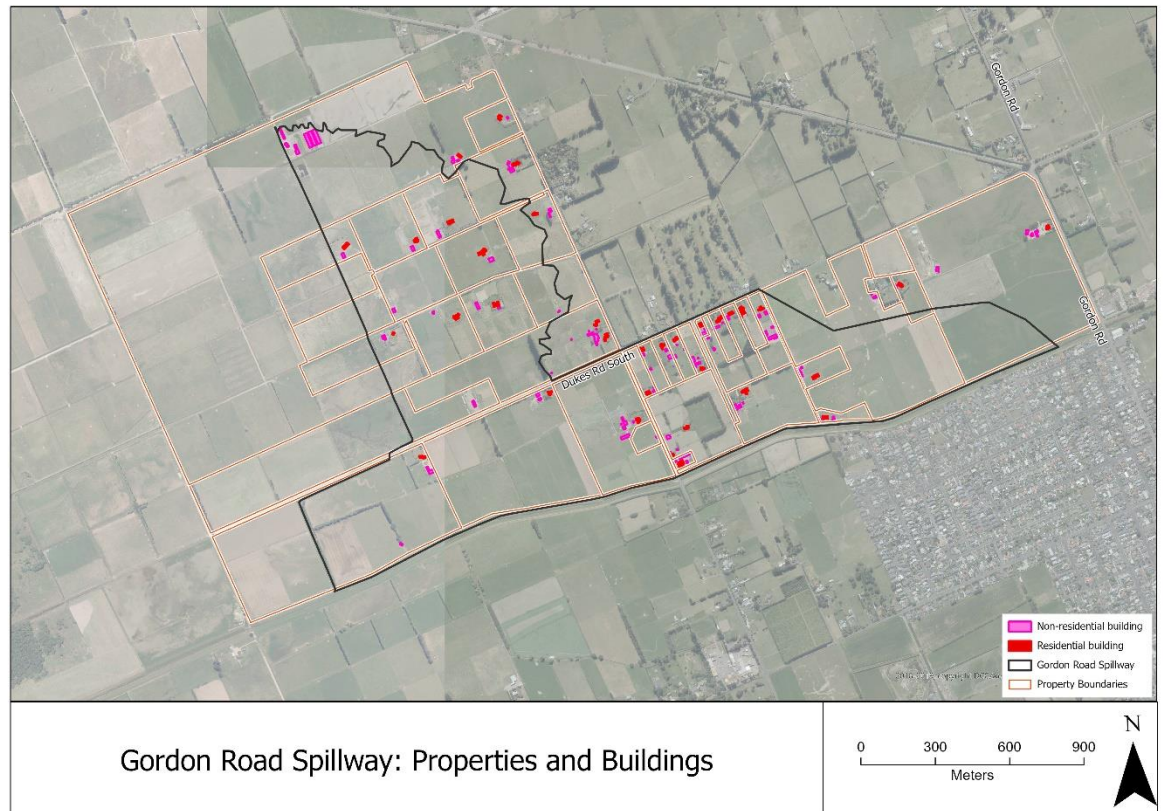 Gordon Rd
Gordon Rd
Dukes Rd South
Non-residential building
Residential building
Gordon Road Spillway
Property Boundaries
Gordon Road Spillway: Properties and Buildings
0 300 600 900
Meters
N